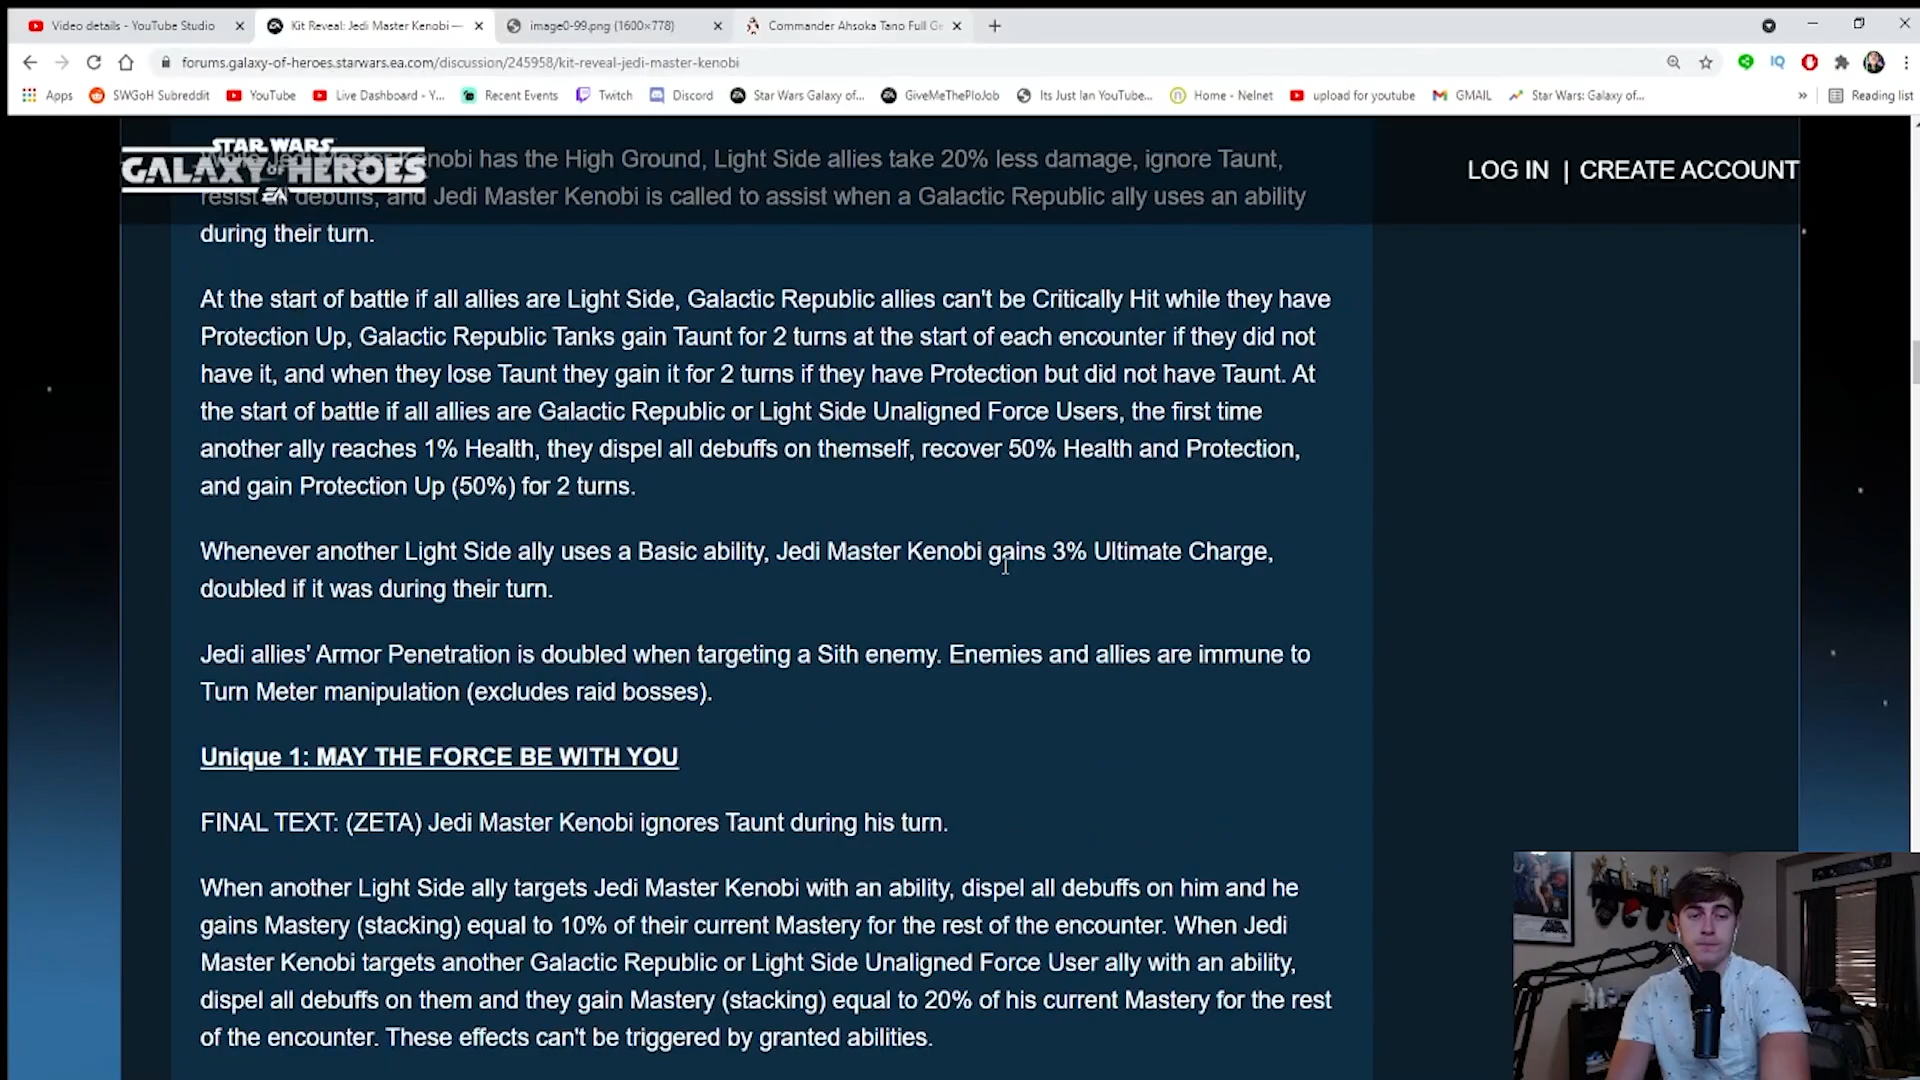 Video details - YouTube Studio
Kit Reveal: Jedi Master Kenobi —
image0-99.png (1600×778)
Commander Ahsoka Tano Full Ge
forums.galaxy-of-heroes.starwars.ea.com/discussion/245958/kit-reveal-jedi-master-kenobi
Apps
SWGoH Subreddit
YouTube
Live Dashboard - Y...
Recent Events
Twitch
Discord
Star Wars Galaxy of...
GiveMeThePloJob
Its Just Ian YouTube...
Home - Nelnet
upload for youtube
GMAIL
Star Wars: Galaxy of...
Reading list
STAR WARS
GALAXY OF HEROES
EA
LOG IN | CREATE ACCOUNT
Kenobi has the High Ground, Light Side allies take 20% less damage, ignore Taunt,
resist all debuffs, and Jedi Master Kenobi is called to assist when a Galactic Republic ally uses an ability
during their turn.
At the start of battle if all allies are Light Side, Galactic Republic allies can't be Critically Hit while they have
Protection Up, Galactic Republic Tanks gain Taunt for 2 turns at the start of each encounter if they did not
have it, and when they lose Taunt they gain it for 2 turns if they have Protection but did not have Taunt. At
the start of battle if all allies are Galactic Republic or Light Side Unaligned Force Users, the first time
another ally reaches 1% Health, they dispel all debuffs on themself, recover 50% Health and Protection,
and gain Protection Up (50%) for 2 turns.
Whenever another Light Side ally uses a Basic ability, Jedi Master Kenobi gains 3% Ultimate Charge,
doubled if it was during their turn.
Jedi allies' Armor Penetration is doubled when targeting a Sith enemy. Enemies and allies are immune to
Turn Meter manipulation (excludes raid bosses).
Unique 1: MAY THE FORCE BE WITH YOU
FINAL TEXT: (ZETA) Jedi Master Kenobi ignores Taunt during his turn.
When another Light Side ally targets Jedi Master Kenobi with an ability, dispel all debuffs on him and he
gains Mastery (stacking) equal to 10% of their current Mastery for the rest of the encounter. When Jedi
Master Kenobi targets another Galactic Republic or Light Side Unaligned Force User ally with an ability,
dispel all debuffs on them and they gain Mastery (stacking) equal to 20% of his current Mastery for the rest
of the encounter. These effects can't be triggered by granted abilities.